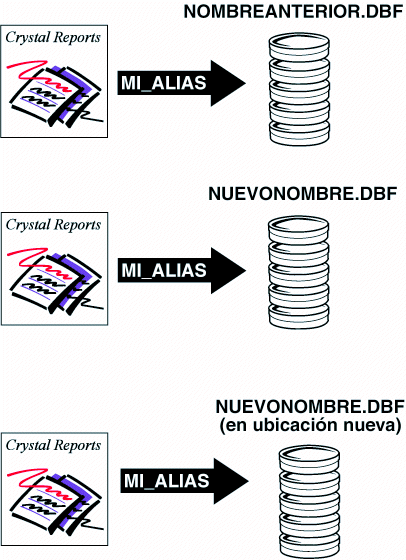 NOMBREANTERIOR.DBF
Crystal Reports
MI_ALIAS
NUEVONOMBRE.DBF
Crystal Reports
MI_ALIAS
NUEVONOMBRE.DBF
(en ubicación nueva)
Crystal Reports
MI_ALIAS